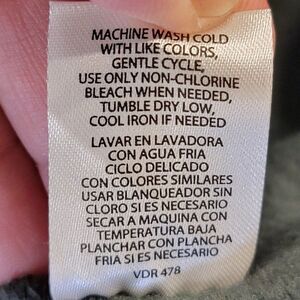 MACHINE WASH COLD
WITH LIKE COLORS,
GENTLE CYCLE,
USE ONLY NON-CHLORINE
BLEACH WHEN NEEDED,
TUMBLE DRY LOW,
COOL IRON IF NEEDED
LAVAR EN LAVADORA
CON AGUA FRIA
CICLO DELICADO
CON COLORES SIMILARES
USAR BLANQUEADOR SIN
CLORO SI ES NECESARIO
SECAR A MAQUINA CON
TEMPERATURA BAJA
PLANCHAR CON PLANCHA
FRIA SI ES NECESARIO
VDR 478